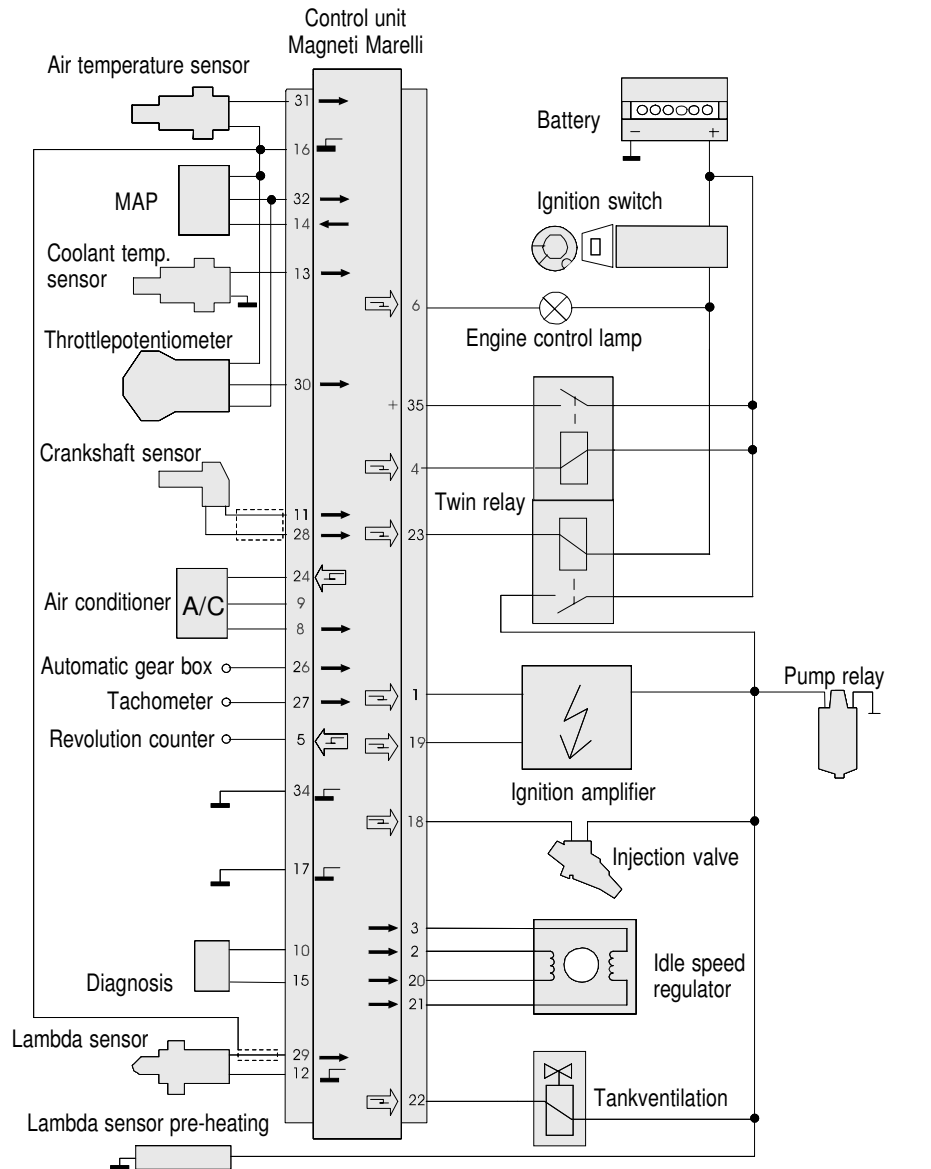 Control unit
Magneti Marelli
Air temperature sensor
31
16
Battery
− +
MAP
32
14
Ignition switch
Coolant temp.
sensor
13
6
Engine control lamp
Throttlepotentiometer
30
+ 35
Crankshaft sensor
4
Twin relay
11
28
23
24
Air conditioner
A/C
9
8
Automatic gear box
26
Tachometer
27
1
Pump relay
Revolution counter
5
19
Ignition amplifier
34
18
Injection valve
17
3
2
20
21
Idle speed
regulator
10
15
Diagnosis
Lambda sensor
29
12
22
Tankventilation
Lambda sensor pre-heating